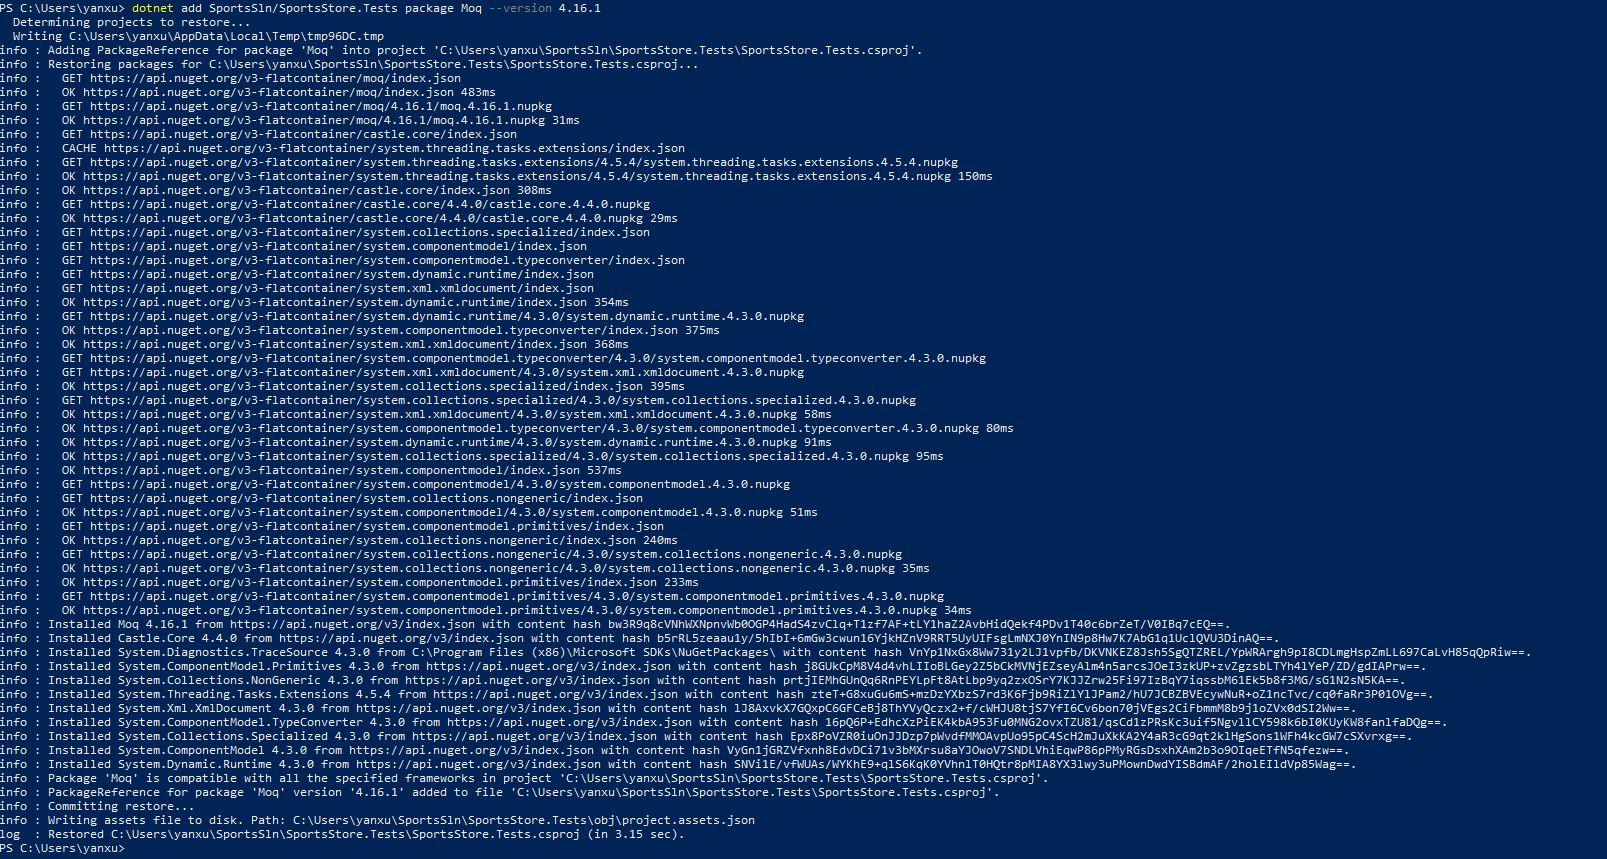 PS C:\Users\yanxu> dotnet add SportsSln/SportsStore.Tests package Moq --version 4.16.1
  Determining projects to restore...
  Writing C:\Users\yanxu\AppData\Local\Temp\tmp96DC.tmp
info : Adding PackageReference for package 'Moq' into project 'C:\Users\yanxu\SportsSln\SportsStore.Tests\SportsStore.Tests.csproj'.
info : Restoring packages for C:\Users\yanxu\SportsSln\SportsStore.Tests\SportsStore.Tests.csproj...
info :   GET https://api.nuget.org/v3-flatcontainer/moq/index.json
info :   OK https://api.nuget.org/v3-flatcontainer/moq/index.json 483ms
info :   GET https://api.nuget.org/v3-flatcontainer/moq/4.16.1/moq.4.16.1.nupkg
info :   OK https://api.nuget.org/v3-flatcontainer/moq/4.16.1/moq.4.16.1.nupkg 31ms
info :   GET https://api.nuget.org/v3-flatcontainer/castle.core/index.json
info :   CACHE https://api.nuget.org/v3-flatcontainer/system.threading.tasks.extensions/index.json
info :   GET https://api.nuget.org/v3-flatcontainer/system.threading.tasks.extensions/4.5.4/system.threading.tasks.extensions.4.5.4.nupkg
info :   OK https://api.nuget.org/v3-flatcontainer/system.threading.tasks.extensions/4.5.4/system.threading.tasks.extensions.4.5.4.nupkg 150ms
info :   OK https://api.nuget.org/v3-flatcontainer/castle.core/index.json 308ms
info :   GET https://api.nuget.org/v3-flatcontainer/castle.core/4.4.0/castle.core.4.4.0.nupkg
info :   OK https://api.nuget.org/v3-flatcontainer/castle.core/4.4.0/castle.core.4.4.0.nupkg 29ms
info :   GET https://api.nuget.org/v3-flatcontainer/system.collections.specialized/index.json
info :   GET https://api.nuget.org/v3-flatcontainer/system.componentmodel/index.json
info :   GET https://api.nuget.org/v3-flatcontainer/system.componentmodel.typeconverter/index.json
info :   GET https://api.nuget.org/v3-flatcontainer/system.dynamic.runtime/index.json
info :   GET https://api.nuget.org/v3-flatcontainer/system.xml.xmldocument/index.json
info :   OK https://api.nuget.org/v3-flatcontainer/system.dynamic.runtime/index.json 354ms
info :   GET https://api.nuget.org/v3-flatcontainer/system.dynamic.runtime/4.3.0/system.dynamic.runtime.4.3.0.nupkg
info :   OK https://api.nuget.org/v3-flatcontainer/system.componentmodel.typeconverter/index.json 375ms
info :   OK https://api.nuget.org/v3-flatcontainer/system.xml.xmldocument/index.json 368ms
info :   GET https://api.nuget.org/v3-flatcontainer/system.componentmodel.typeconverter/4.3.0/system.componentmodel.typeconverter.4.3.0.nupkg
info :   GET https://api.nuget.org/v3-flatcontainer/system.xml.xmldocument/4.3.0/system.xml.xmldocument.4.3.0.nupkg
info :   OK https://api.nuget.org/v3-flatcontainer/system.collections.specialized/index.json 395ms
info :   GET https://api.nuget.org/v3-flatcontainer/system.collections.specialized/4.3.0/system.collections.specialized.4.3.0.nupkg
info :   OK https://api.nuget.org/v3-flatcontainer/system.xml.xmldocument/4.3.0/system.xml.xmldocument.4.3.0.nupkg 58ms
info :   OK https://api.nuget.org/v3-flatcontainer/system.componentmodel.typeconverter/4.3.0/system.componentmodel.typeconverter.4.3.0.nupkg 80ms
info :   OK https://api.nuget.org/v3-flatcontainer/system.dynamic.runtime/4.3.0/system.dynamic.runtime.4.3.0.nupkg 91ms
info :   OK https://api.nuget.org/v3-flatcontainer/system.collections.specialized/4.3.0/system.collections.specialized.4.3.0.nupkg 95ms
info :   OK https://api.nuget.org/v3-flatcontainer/system.componentmodel/index.json 537ms
info :   GET https://api.nuget.org/v3-flatcontainer/system.componentmodel/4.3.0/system.componentmodel.4.3.0.nupkg
info :   GET https://api.nuget.org/v3-flatcontainer/system.collections.nongeneric/index.json
info :   OK https://api.nuget.org/v3-flatcontainer/system.componentmodel/4.3.0/system.componentmodel.4.3.0.nupkg 51ms
info :   GET https://api.nuget.org/v3-flatcontainer/system.componentmodel.primitives/index.json
info :   OK https://api.nuget.org/v3-flatcontainer/system.collections.nongeneric/index.json 240ms
info :   GET https://api.nuget.org/v3-flatcontainer/system.collections.nongeneric/4.3.0/system.collections.nongeneric.4.3.0.nupkg
info :   OK https://api.nuget.org/v3-flatcontainer/system.collections.nongeneric/4.3.0/system.collections.nongeneric.4.3.0.nupkg 35ms
info :   OK https://api.nuget.org/v3-flatcontainer/system.componentmodel.primitives/index.json 233ms
info :   GET https://api.nuget.org/v3-flatcontainer/system.componentmodel.primitives/4.3.0/system.componentmodel.primitives.4.3.0.nupkg
info :   OK https://api.nuget.org/v3-flatcontainer/system.componentmodel.primitives/4.3.0/system.componentmodel.primitives.4.3.0.nupkg 34ms
info : Installed Moq 4.16.1 from https://api.nuget.org/v3/index.json with content hash
info : Installed Castle.Core 4.4.0 from https://api.nuget.org/v3/index.json with content hash
info : Installed System.Diagnostics.TraceSource 4.3.0 from C:\Program Files (x86)\Microsoft SDKs\NuGetPackages\ with content hash
info : Installed System.ComponentModel.Primitives 4.3.0 from https://api.nuget.org/v3/index.json with content hash
info : Installed System.Collections.NonGeneric 4.3.0 from https://api.nuget.org/v3/index.json with content hash
info : Installed System.Threading.Tasks.Extensions 4.5.4 from https://api.nuget.org/v3/index.json with content hash
info : Installed System.Xml.XmlDocument 4.3.0 from https://api.nuget.org/v3/index.json with content hash
info : Installed System.ComponentModel.TypeConverter 4.3.0 from https://api.nuget.org/v3/index.json with content hash
info : Installed System.Collections.Specialized 4.3.0 from https://api.nuget.org/v3/index.json with content hash
info : Installed System.ComponentModel 4.3.0 from https://api.nuget.org/v3/index.json with content hash
info : Installed System.Dynamic.Runtime 4.3.0 from https://api.nuget.org/v3/index.json with content hash
info : Package 'Moq' is compatible with all the specified frameworks in project 'C:\Users\yanxu\SportsSln\SportsStore.Tests\SportsStore.Tests.csproj'.
info : PackageReference for package 'Moq' version '4.16.1' added to file 'C:\Users\yanxu\SportsSln\SportsStore.Tests\SportsStore.Tests.csproj'.
info : Committing restore...
info : Writing assets file to disk. Path: C:\Users\yanxu\SportsSln\SportsStore.Tests\obj\project.assets.json
log  : Restored C:\Users\yanxu\SportsSln\SportsStore.Tests\SportsStore.Tests.csproj (in 3.15 sec).
PS C:\Users\yanxu>